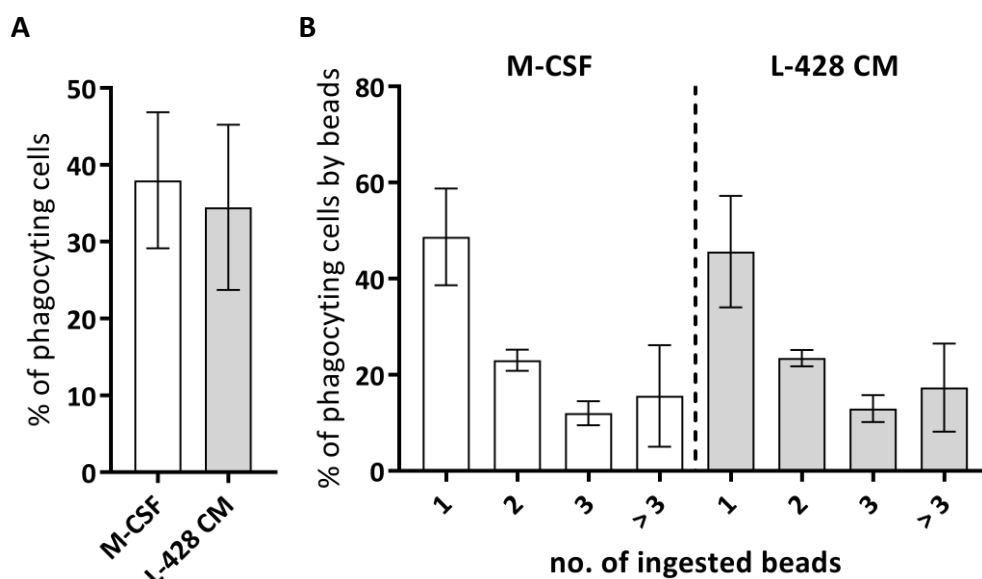 A
% of phagocyting cells
50
40
30
20
10
0
M-CSF
L-428 CM
B
M-CSF
L-428 CM
% of phagocyting cells by beads
80
60
40
20
0
1
2
3
> 3
1
2
3
> 3
no. of ingested beads